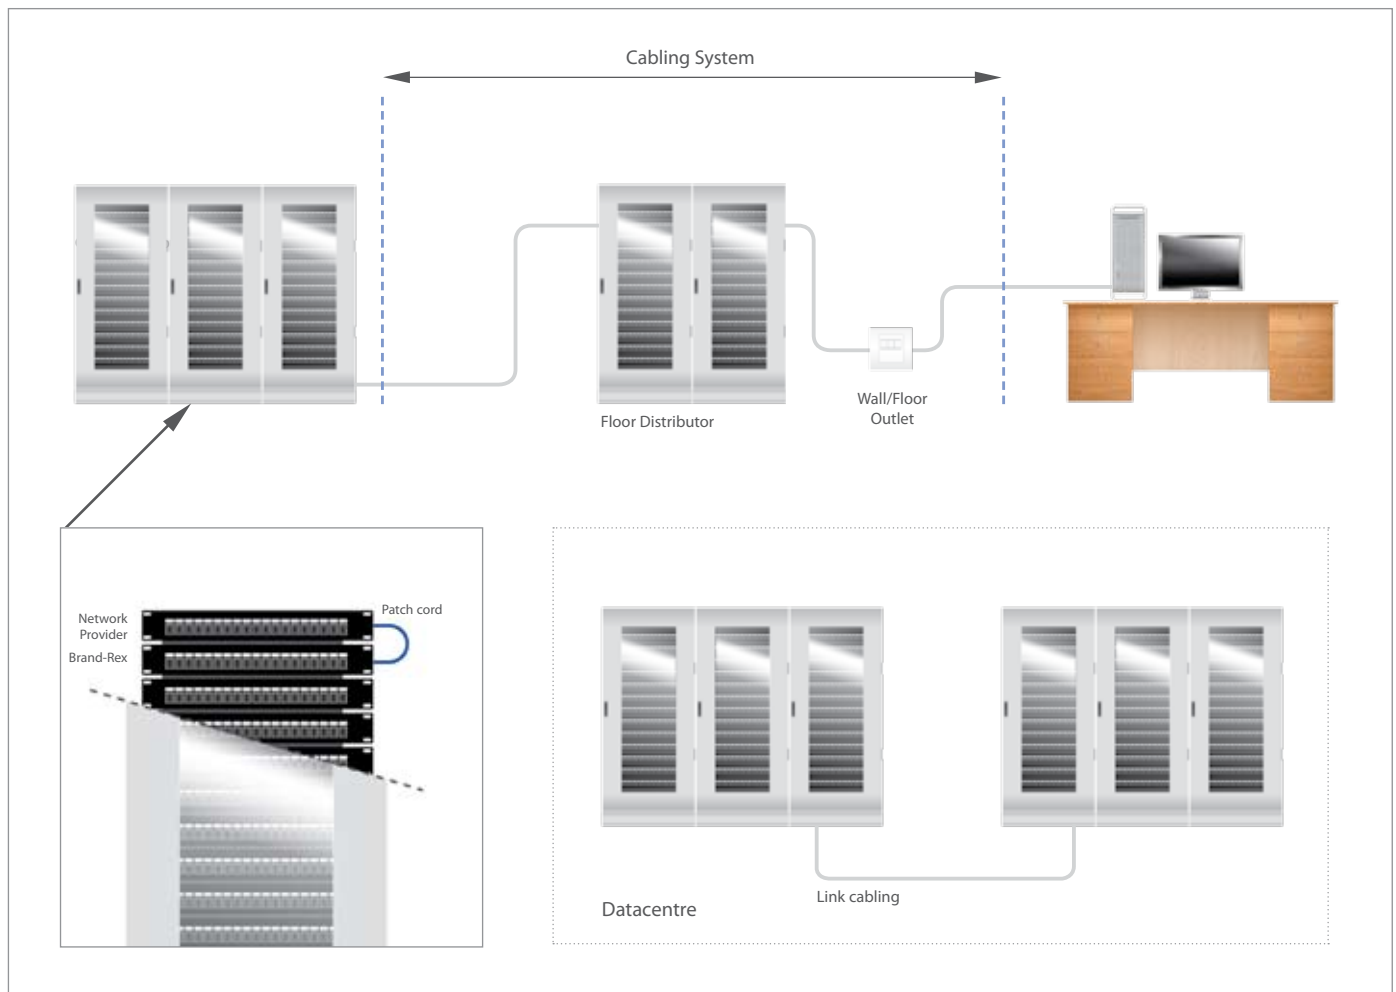 Cabling System
Floor Distributor
Wall/Floor
Outlet
Network
Provider
Patch cord
Brand-Rex
Link cabling
Datacentre